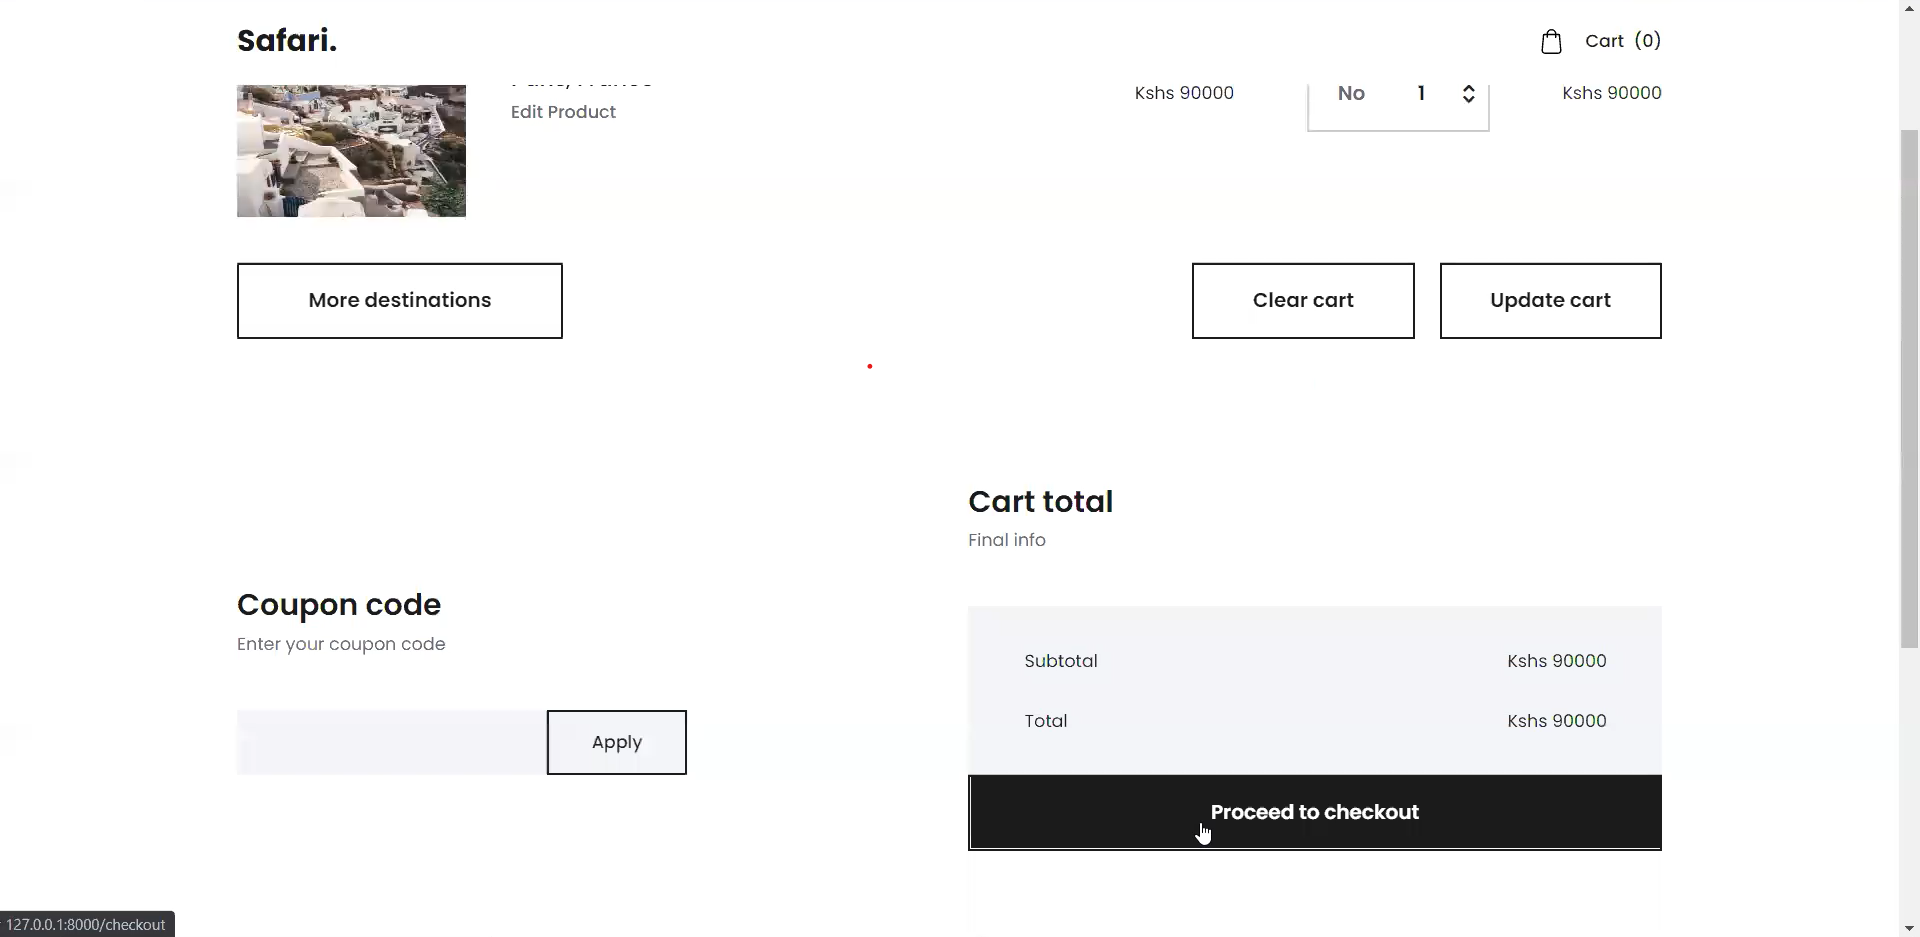 Safari.
Cart (0)
Paris, France
Edit Product
Kshs 90000
No 1
Kshs 90000
More destinations
Clear cart
Update cart
Cart total
Final info
Coupon code
Enter your coupon code
Subtotal
Kshs 90000
Total
Kshs 90000
Apply
Proceed to checkout
127.0.0.1:8000/checkout